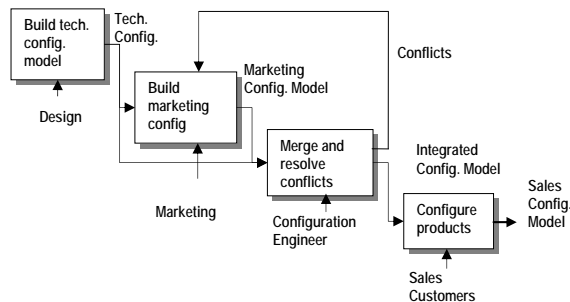 Build tech.
config.
model
Tech.
Config.
Design
Build
marketing
config
Marketing
Config. Model
Conflicts
Marketing
Merge and
resolve
conflicts
Configuration
Engineer
Integrated
Config. Model
Configure
products
Sales
Config.
Model
Sales
Customers